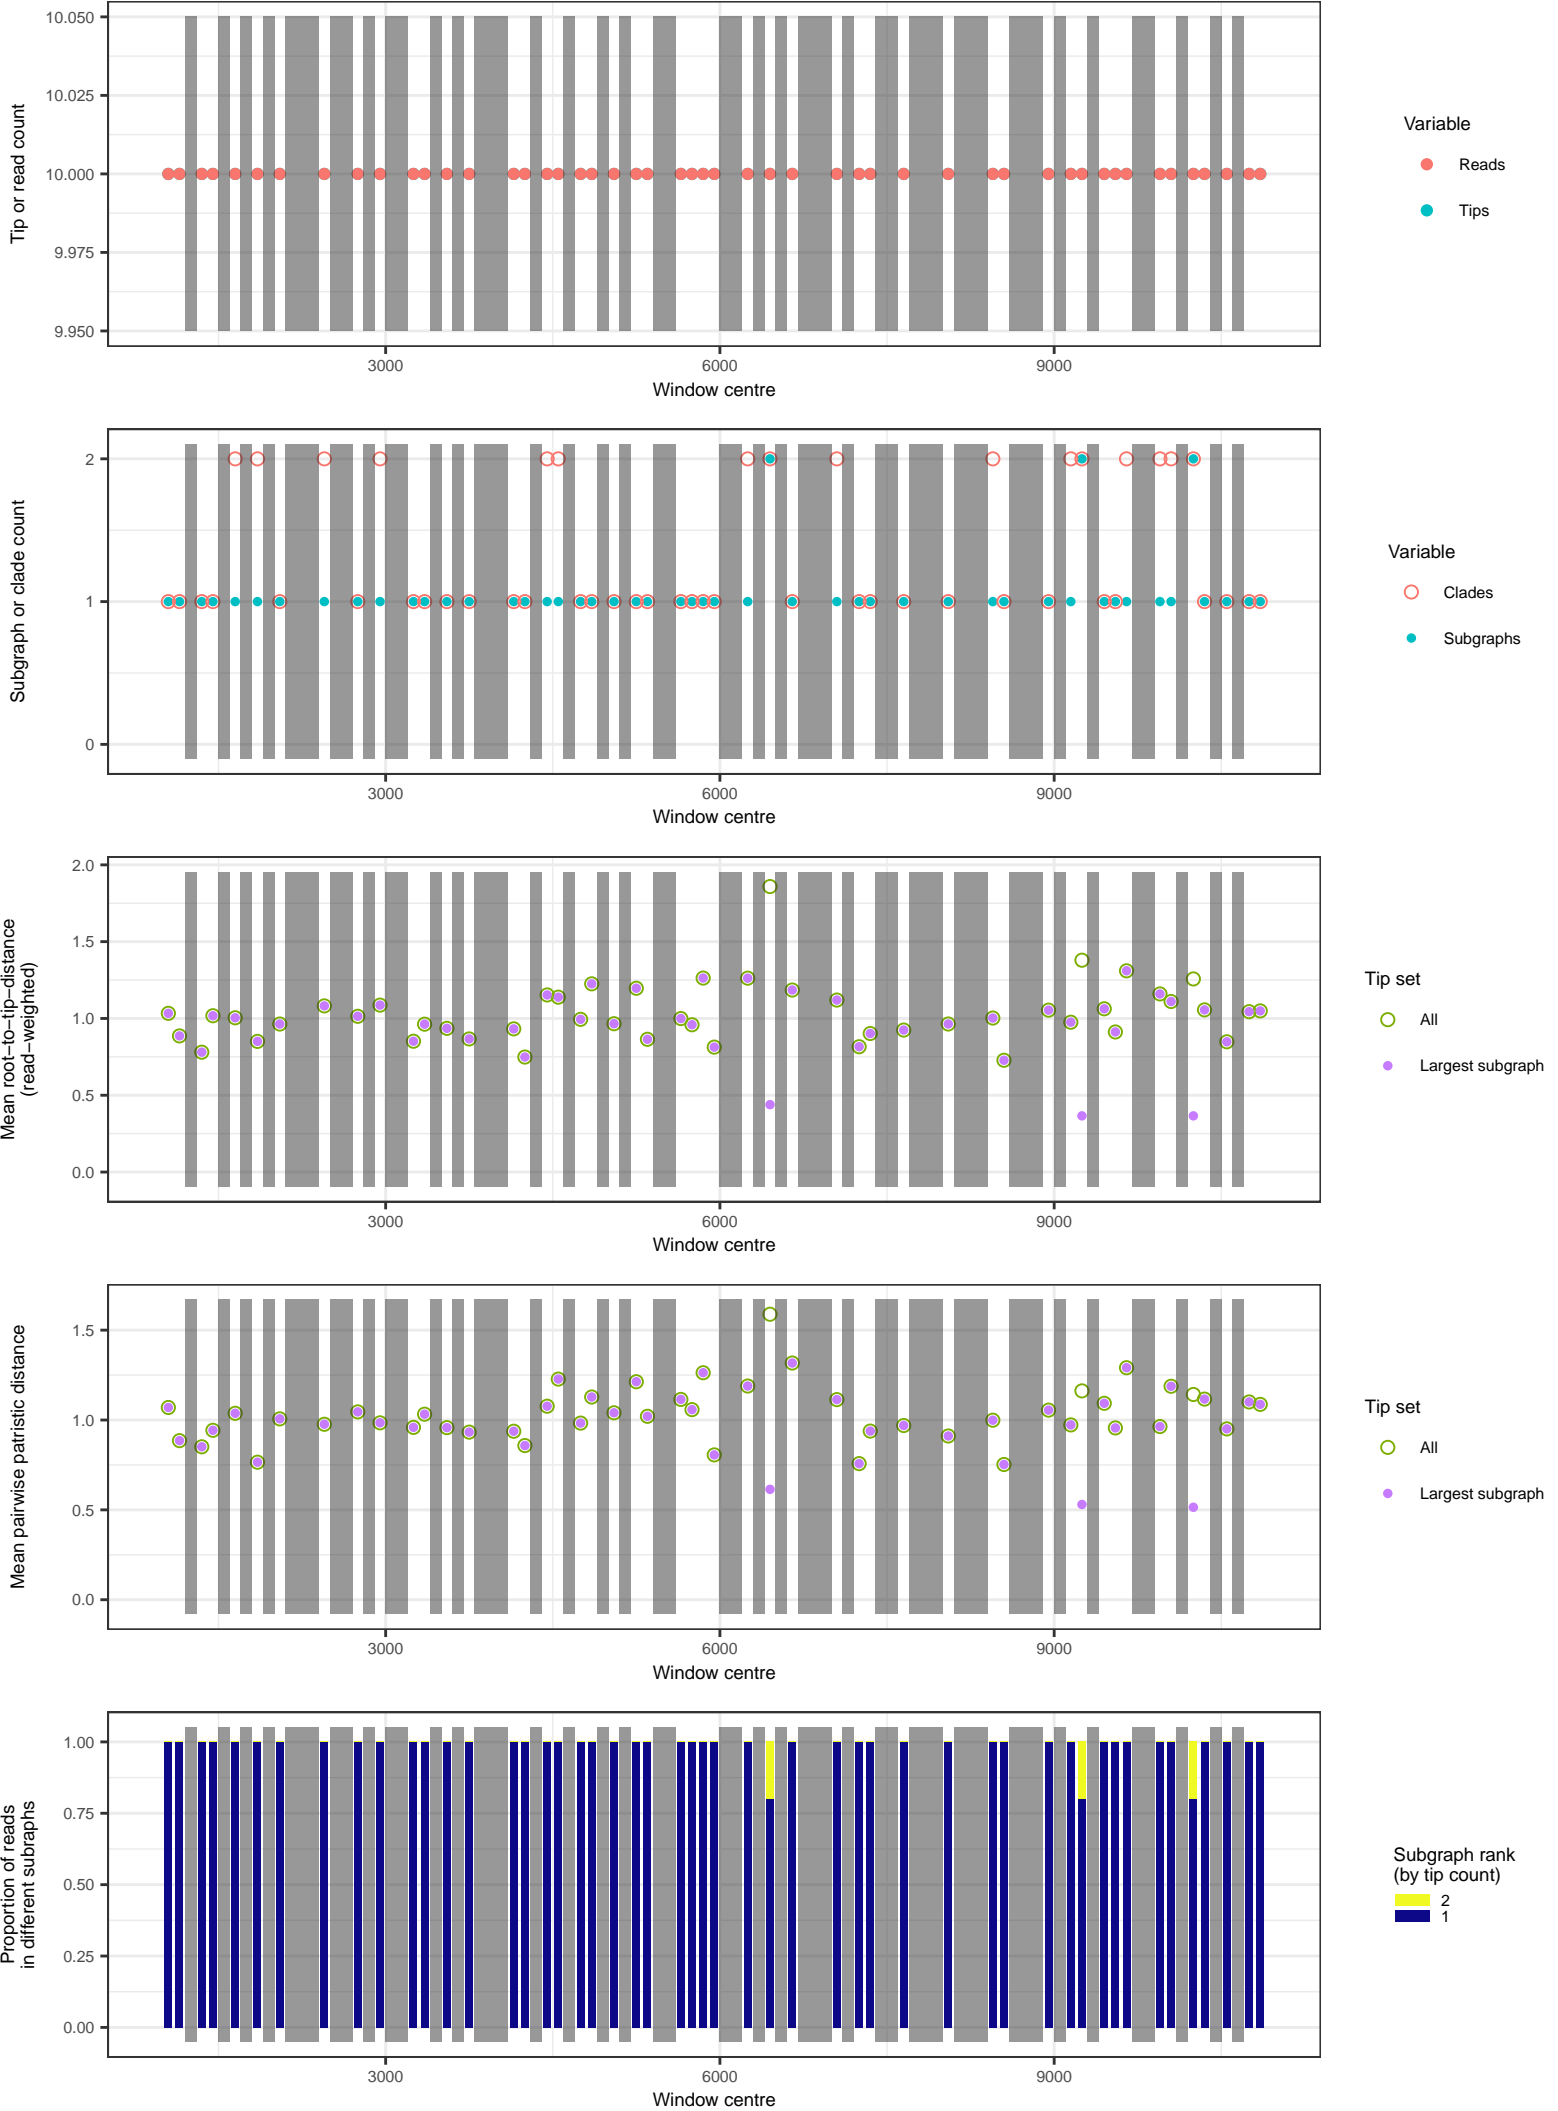 10.050
10.025
10.000
9.975
9.950
Tip or read count
3000
6000
9000
Window centre
Variable
Reads
Tips
2
1
0
Subgraph or clade count
3000
6000
9000
Window centre
Variable
Clades
Subgraphs
2.0
1.5
1.0
0.5
0.0
Mean root−to−tip−distance
(read−weighted)
3000
6000
9000
Window centre
Tip set
All
Largest subgraph
1.5
1.0
0.5
0.0
Mean pairwise patristic distance
3000
6000
9000
Window centre
Tip set
All
Largest subgraph
1.00
0.75
0.50
0.25
0.00
Proportion of reads
in different subraphs
3000
6000
9000
Window centre
Subgraph rank
(by tip count)
2
1